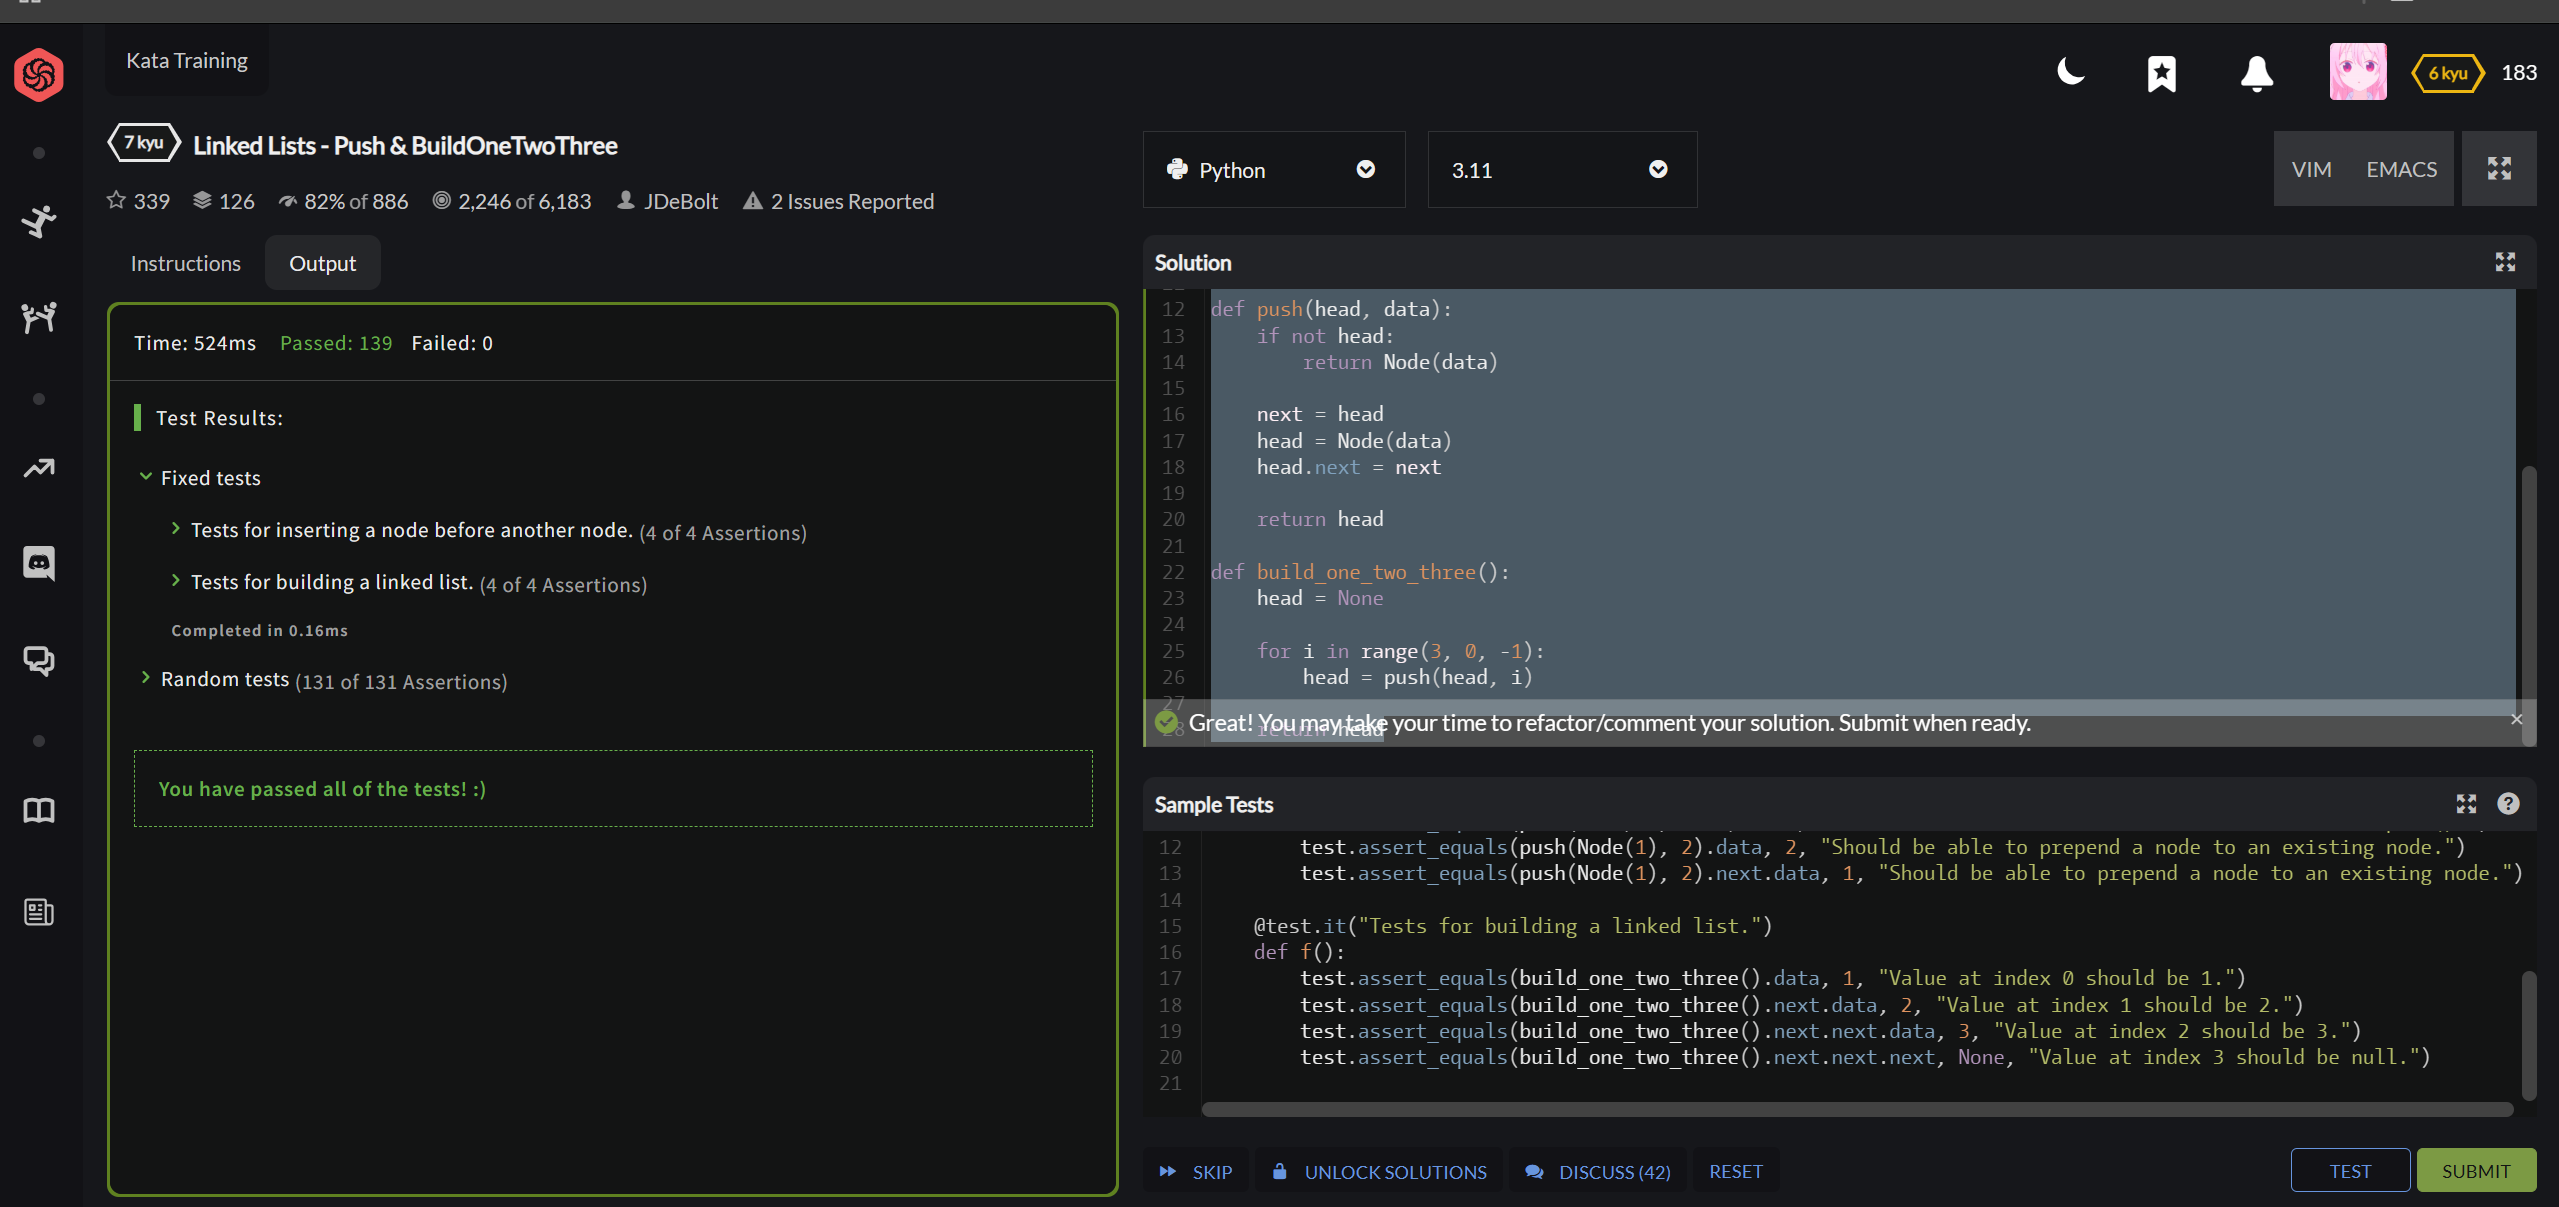 Kata Training
6 kyu 183
7 kyu Linked Lists - Push & BuildOneTwoThree
339 126 82% of 886 2,246 of 6,183 JDeBolt 2 Issues Reported
Instructions Output
Time: 524ms Passed: 139 Failed: 0
Test Results:
Fixed tests
Tests for inserting a node before another node. (4 of 4 Assertions)
Tests for building a linked list. (4 of 4 Assertions)
Completed in 0.16ms
Random tests (131 of 131 Assertions)
You have passed all of the tests! :)
Python 3.11 VIM EMACS
Solution
12 def push(head, data):
13     if not head:
14         return Node(data)
15
16     next = head
17     head = Node(data)
18     head.next = next
19
20     return head
21
22 def build_one_two_three():
23     head = None
24
25     for i in range(3, 0, -1):
26         head = push(head, i)
27
28     return head
Great! You may take your time to refactor/comment your solution. Submit when ready.
Sample Tests
12         test.assert_equals(push(Node(1), 2).data, 2, "Should be able to prepend a node to an existing node.")
13         test.assert_equals(push(Node(1), 2).next.data, 1, "Should be able to prepend a node to an existing node.")
14
15     @test.it("Tests for building a linked list.")
16     def f():
17         test.assert_equals(build_one_two_three().data, 1, "Value at index 0 should be 1.")
18         test.assert_equals(build_one_two_three().next.data, 2, "Value at index 1 should be 2.")
19         test.assert_equals(build_one_two_three().next.next.data, 3, "Value at index 2 should be 3.")
20         test.assert_equals(build_one_two_three().next.next.next, None, "Value at index 3 should be null.")
21
SKIP UNLOCK SOLUTIONS DISCUSS (42) RESET TEST SUBMIT